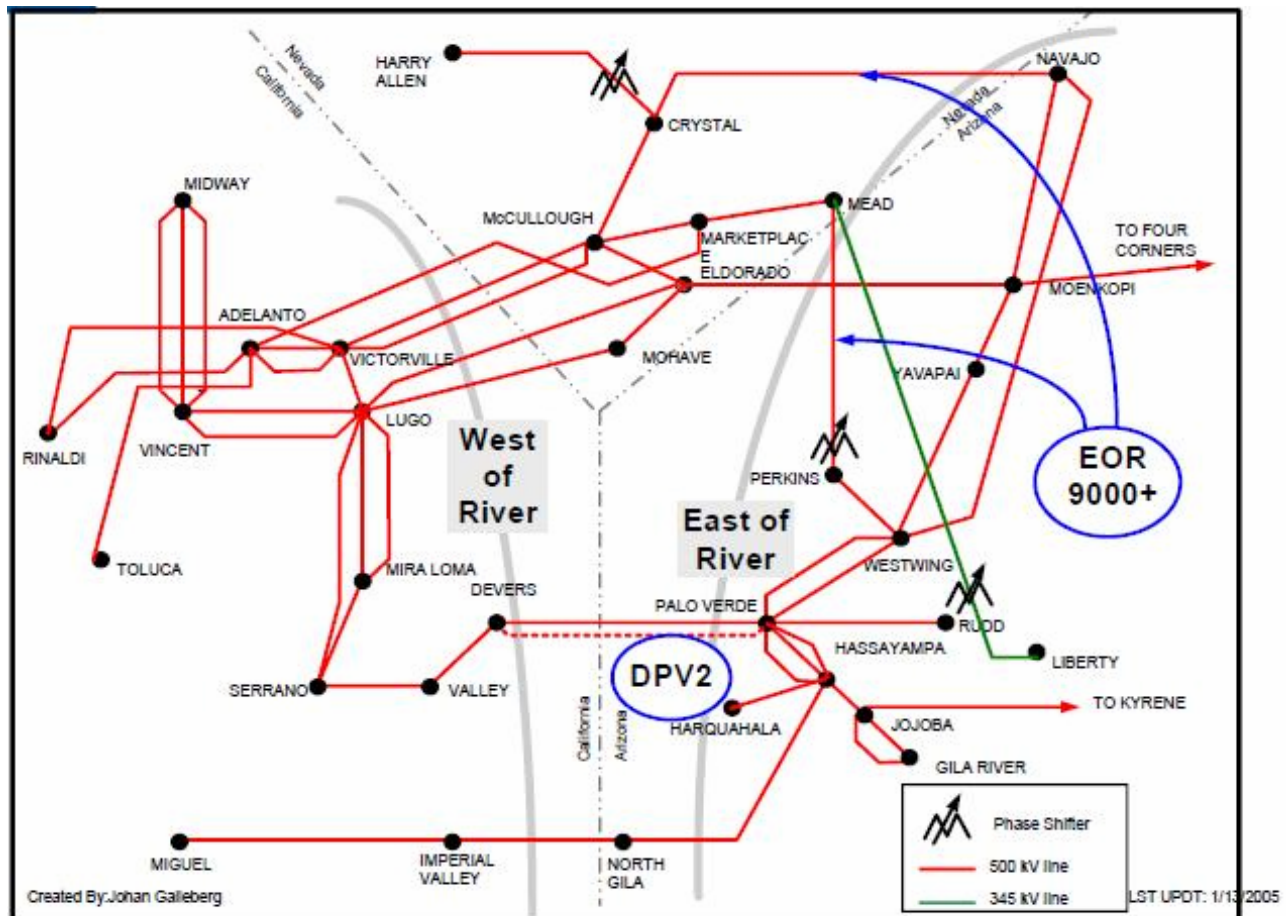 HARRY
ALLEN
Nevada
California
NAVAJO
Nevada
Arizona
CRYSTAL
MIDWAY
McCULLOUGH
MEAD
MARKETPLAC
E
ELDORADO
TO FOUR
CORNERS
MOENKOPI
ADELANTO
VICTORVILLE
MOHAVE
YAVAPAI
RINALDI
VINCENT
LUGO
West
of
River
PERKINS
EOR
9000+
East of
River
WESTWING
TOLUCA
MIRA LOMA
DEVERS
PALO VERDE
HASSAYAMPA
RUDD
LIBERTY
DPV2
SERRANO
VALLEY
HARQUAHALA
JOJOBA
TO KYRENE
California
Arizona
GILA RIVER
MIGUEL
IMPERIAL
VALLEY
NORTH
GILA
Phase Shifter
500 kV line
345 kV line
Created By:Johan Galleberg
LST UPDT: 1/13/2005